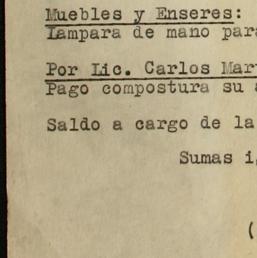 Muebles y Enseres:
Lampara de mano para
Por Lic. Carlos Mar
Pago compostura su
Saldo a cargo de la
Sumas i
(